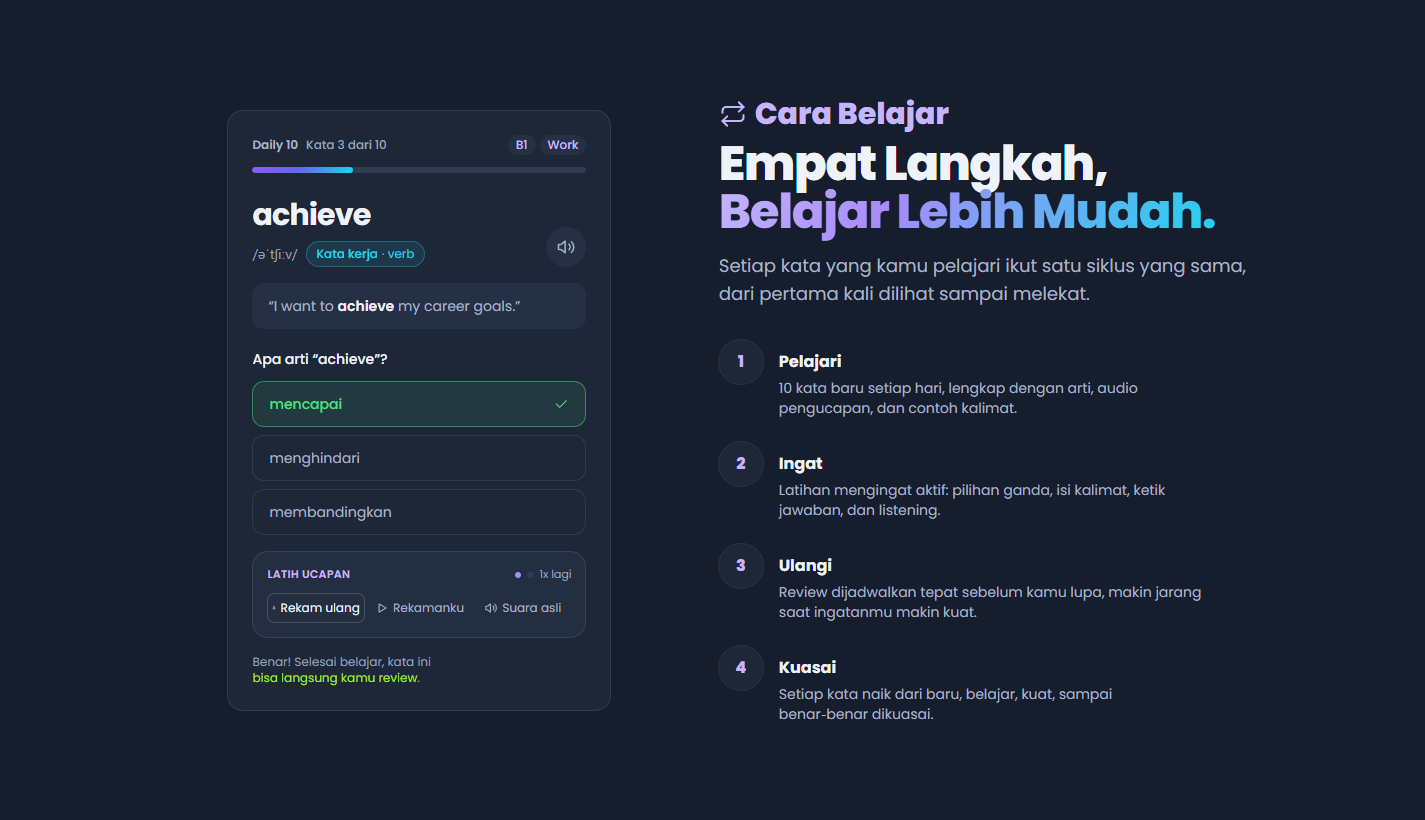 Daily 10 Kata 3 dari 10 B1 Work
achieve
/əˈtʃiːv/ Kata kerja · verb
“I want to achieve my career goals.”
Apa arti “achieve”?
mencapai
menghindari
membandingkan
LATIH UCAPAN 1x lagi
Rekam ulang Rekamanku Suara asli
Benar! Selesai belajar, kata ini
bisa langsung kamu review.
Cara Belajar
Empat Langkah,
Belajar Lebih Mudah.
Setiap kata yang kamu pelajari ikut satu siklus yang sama,
dari pertama kali dilihat sampai melekat.
1 Pelajari
10 kata baru setiap hari, lengkap dengan arti, audio
pengucapan, dan contoh kalimat.
2 Ingat
Latihan mengingat aktif: pilihan ganda, isi kalimat, ketik
jawaban, dan listening.
3 Ulangi
Review dijadwalkan tepat sebelum kamu lupa, makin jarang
saat ingatanmu makin kuat.
4 Kuasai
Setiap kata naik dari baru, belajar, kuat, sampai
benar-benar dikuasai.